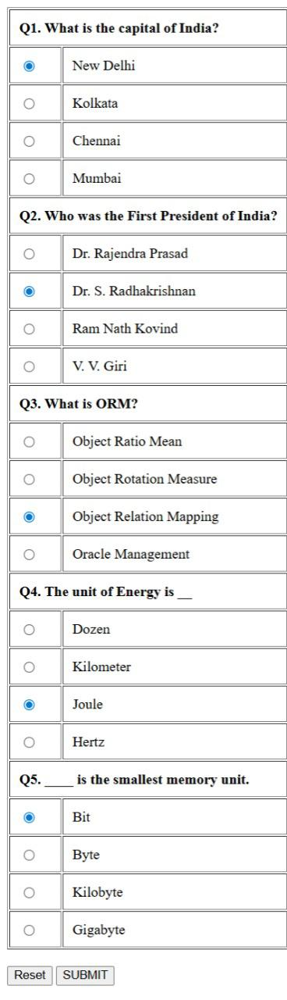 Q1. What is the capital of India?
New Delhi
Kolkata
Chennai
Mumbai
Q2. Who was the First President of India?
Dr. Rajendra Prasad
Dr. S. Radhakrishnan
Ram Nath Kovind
V. V. Giri
Q3. What is ORM?
Object Ratio Mean
Object Rotation Measure
Object Relation Mapping
Oracle Management
Q4. The unit of Energy is __
Dozen
Kilometer
Joule
Hertz
Q5. ____ is the smallest memory unit.
Bit
Byte
Kilobyte
Gigabyte
Reset SUBMIT